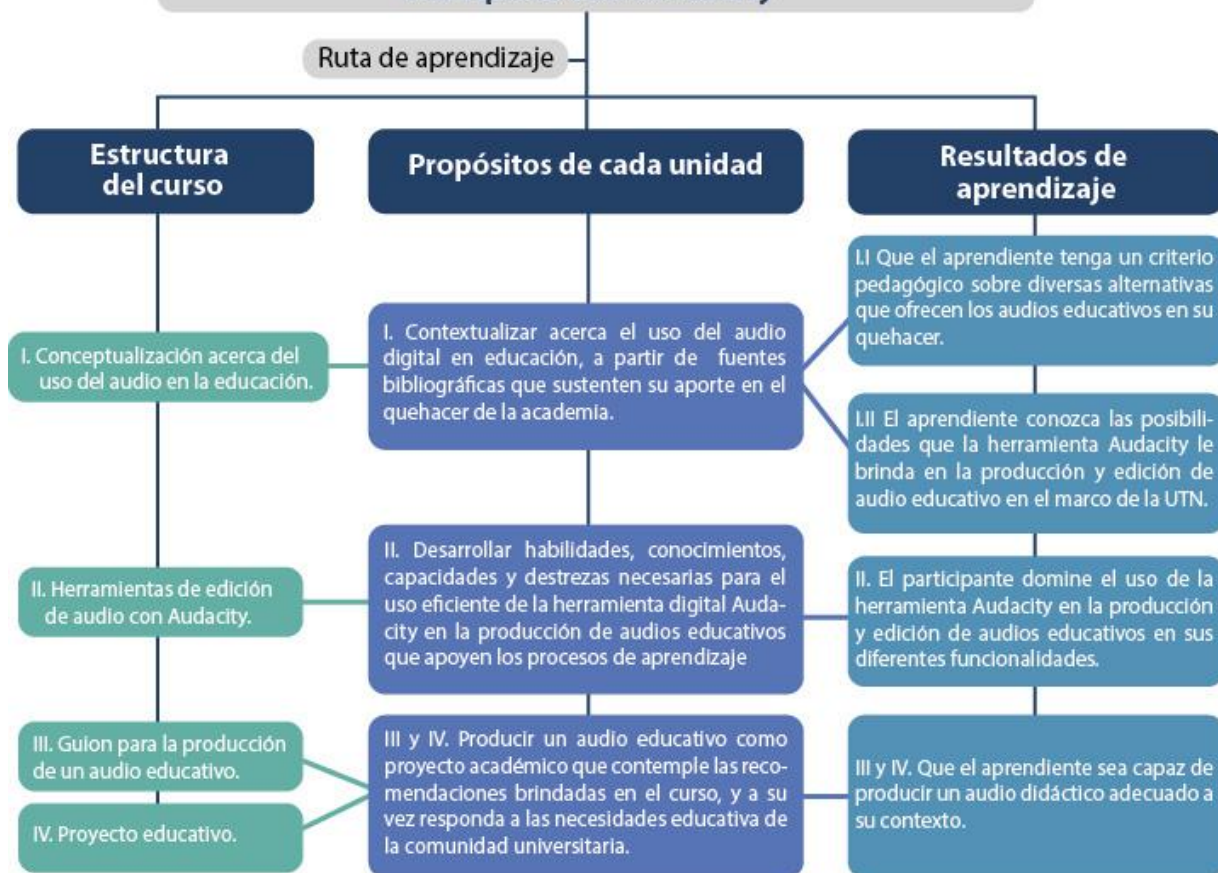 Ruta de aprendizaje
Estructura
del curso
Propósitos de cada unidad
Resultados de
aprendizaje
I. Conceptualización acerca del
uso del audio en la educación.
I. Contextualizar acerca el uso del audio
digital en educación, a partir de fuentes
bibliográficas que sustenten su aporte en el
quehacer de la academia.
I.I Que el aprendiente tenga un criterio
pedagógico sobre diversas alternativas
que ofrecen los audios educativos en su
quehacer.
I.II El aprendiente conozca las posibili-
dades que la herramienta Audacity le
brinda en la producción y edición de
audio educativo en el marco de la UTN.
II. Herramientas de edición
de audio con Audacity.
II. Desarrollar habilidades, conocimientos,
capacidades y destrezas necesarias para el
uso eficiente de la herramienta digital Auda-
city en la producción de audios educativos
que apoyen los procesos de aprendizaje
II. El participante domine el uso de la
herramienta Audacity en la producción
y edición de audios educativos en sus
diferentes funcionalidades.
III. Guion para la producción
de un audio educativo.
IV. Proyecto educativo.
III y IV. Producir un audio educativo como
proyecto académico que contemple las reco-
mendaciones brindadas en el curso, y a su
vez responda a las necesidades educativa de
la comunidad universitaria.
III y IV. Que el aprendiente sea capaz de
producir un audio didáctico adecuado a
su contexto.